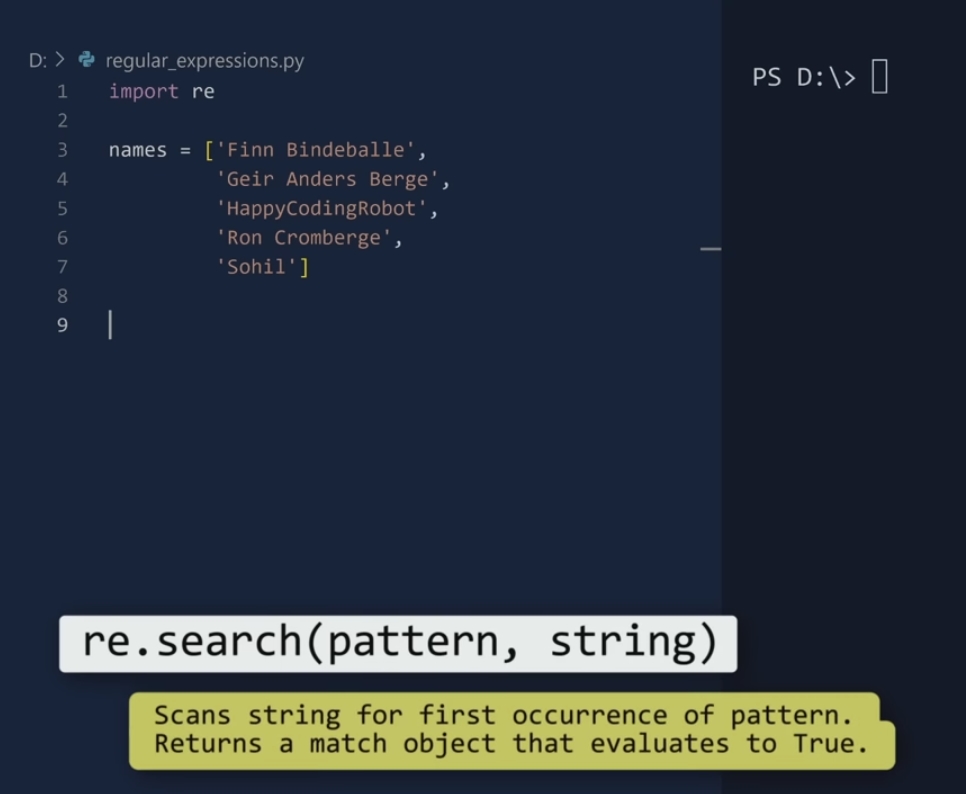 D: > regular_expressions.py
1 import re
2
3 names = ['Finn Bindeballe',
4 'Geir Anders Berge',
5 'HappyCodingRobot',
6 'Ron Cromberge',
7 'Sohil']
8
9
PS D:\>
re.search(pattern, string)
Scans string for first occurrence of pattern.
Returns a match object that evaluates to True.